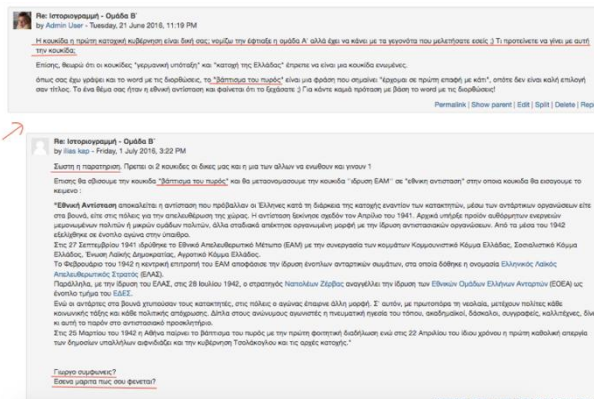 Re: Ιστοριογραμμή - Ομάδα Β΄
by Admin User - Tuesday, 21 June 2016, 11:19 PM
Η κουκίδα η πρώτη κατοχική κυβέρνηση είναι δική σας; νομίζω την έφτιαξε η ομάδα Α' αλλά έχει να κάνει με τα γεγονότα που μελετήσατε εσείς ;) Τι προτείνετε να γίνει με αυτή
την κουκίδα;
Επίσης, θεωρώ ότι οι κουκίδες "γερμανική υπόταξη" και "κατοχή της Ελλάδας" έπρεπε να είναι μια κουκίδα ενωμένες.
όπως σας έχω γράψει και το word με τις διορθώσεις, το "βάπτισμα του πυρός" είναι μια φράση που σημαίνει "έρχομαι σε πρώτη επαφή με κάτι", οπότε δεν είναι καλή επιλογή
σαν τίτλος. Το ένα θέμα σας ήταν η εθνική αντίσταση και φαίνεται ότι το ξεχάσατε ;) Για κάντε καμιά πρόταση με βάση το word με τις διορθώσεις!
Permalink | Show parent | Edit | Split | Delete | Rep
Re: Ιστοριογραμμή - Ομάδα Β΄
by ilias kap - Friday, 1 July 2016, 3:22 PM
Σωστη η παρατηριση. Πρεπει οι 2 κουκιδες οι δικες μας και η μια των αλλων να ενωθουν και γινουν 1
Επισης θα σβισουμε την κουκιδα "βάπτισμα του πυρός" και θα μετασνομασουμε την κουκιδα ''ιδρυση ΕΑΜ'' σε "εθνικη αντισταση" στην οποια κουκιδα θα εισαγουμε το
κειμενο :
"Εθνική Αντίσταση αποκαλείται η αντίσταση που πρόβαλλαν οι Έλληνες κατά τη διάρκεια της κατοχής εναντίον των κατακτητών, μέσω των αντάρτικων οργανώσεων είτε
στα βουνά, είτε στις πόλεις για την απελευθέρωση της χώρας. Η αντίσταση ξεκίνησε σχεδόν τον Απρίλιο του 1941. Αρχικά υπήρξε προϊόν αυθόρμητων ενεργειών
μεμονωμένων πολιτών ή μικρών ομάδων πολιτών, άλλα σταδιακά απέκτησε οργανωμένη μορφή με την ίδρυση αντιστασιακών οργανώσεων. Από τα μέσα του 1942
εξελίχθηκε σε ένοπλο αγώνα στην ύπαιθρο.
Στις 27 Σεπτεμβρίου 1941 ιδρύθηκε το Εθνικό Απελευθερωτικό Μέτωπο (ΕΑΜ) με την συνεργασία των κομμάτων Κομμουνιστικό Κόμμα Ελλάδας, Σοσιαλιστικό Κόμμα
Ελλάδας, Ένωση Λαϊκής Δημοκρατίας, Αγροτικό Κόμμα Ελλάδας.
Το Φεβρουάριο του 1942 η κεντρική επιτροπή του ΕΑΜ αποφάσισε την ίδρυση ένοπλων ανταρτικών σωμάτων, στα οποία δόθηκε η ονομασία Ελληνικός Λαϊκός
Απελευθερωτικός Στρατός (ΕΛΑΣ).
Παράλληλα, με την ίδρυση του ΕΛΑΣ, στις 28 Ιουλίου 1942, ο στρατηγός Ναπολέων Ζέρβας αναγγέλλει την ίδρυση των Εθνικών Ομάδων Ελλήνων Ανταρτών (ΕΟΕΑ) ως
ένοπλο τμήμα του ΕΔΕΣ.
Ενώ οι αντάρτες στα βουνά χτυπούσαν τους κατακτητές, στις πόλεις ο αγώνας έπαιρνε άλλη μορφή. Σ' αυτόν, με πρωτοπόρα τη νεολαία, μετέχουν πολίτες κάθε
κοινωνικής τάξης και κάθε πολιτικής απόχρωσης. Δίπλα στους ανώνυμους αγωνιστές η πνευματική ηγεσία του τόπου, ακαδημαϊκοί, δάσκαλοι, συγγραφείς, καλλιτέχνες, δίνε
κι αυτή το παρόν στο αντιστασιακό προσκλητήριο.
Στις 25 Μαρτίου του 1942 η Αθήνα παίρνει το βάπτισμα του πυρός με την πρώτη φοιτητική διαδήλωση ενώ στις 22 Απριλίου του ίδιου χρόνου η πρώτη καθολική απεργία
των δημοσίων υπαλλήλων αιφνιδιάζει και την κυβέρνηση Τσολάκογλου και τις αρχές κατοχής."
Γιωργο συμφωνεις?
Εσενα μαριτα πως σου φενεται?